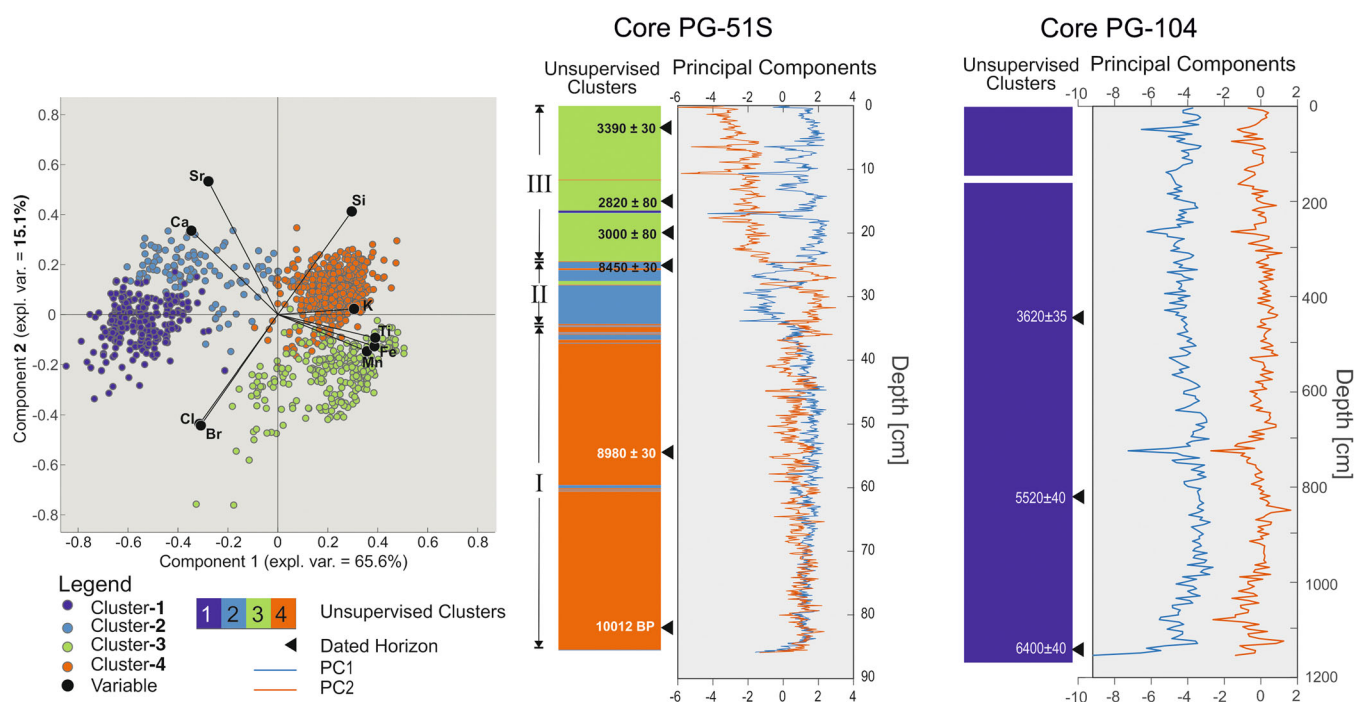 Core PG-51S
Core PG-104
Unsupervised
Clusters
Principal Components
Unsupervised
Clusters
Principal Components
-6 -4 -2 0 2 4
-10 -8 -6 -4 -2 0 2
0.8
0.6
0.4
0.2
0
-0.2
-0.4
-0.6
-0.8
Component 2 (expl. var. = 15.1%)
Sr
Si
Ca
K
Ti
Fe
Mn
Cl
Br
-0.8 -0.6 -0.4 -0.2 0 0.2 0.4 0.6 0.8
Component 1 (expl. var. = 65.6%)
Legend
Cluster-1
Cluster-2
Cluster-3
Cluster-4
Variable
1 2 3 4
Unsupervised Clusters
Dated Horizon
PC1
PC2
III
II
I
3390 ± 30
2820 ± 80
3000 ± 80
8450 ± 30
8980 ± 30
10012 BP
0
10
20
30
40
50
60
70
80
90
Depth [cm]
-6 -4 -2 0 2 4
3620±35
5520±40
6400±40
0
200
400
600
800
1000
1200
Depth [cm]
-10 -8 -6 -4 -2 0 2